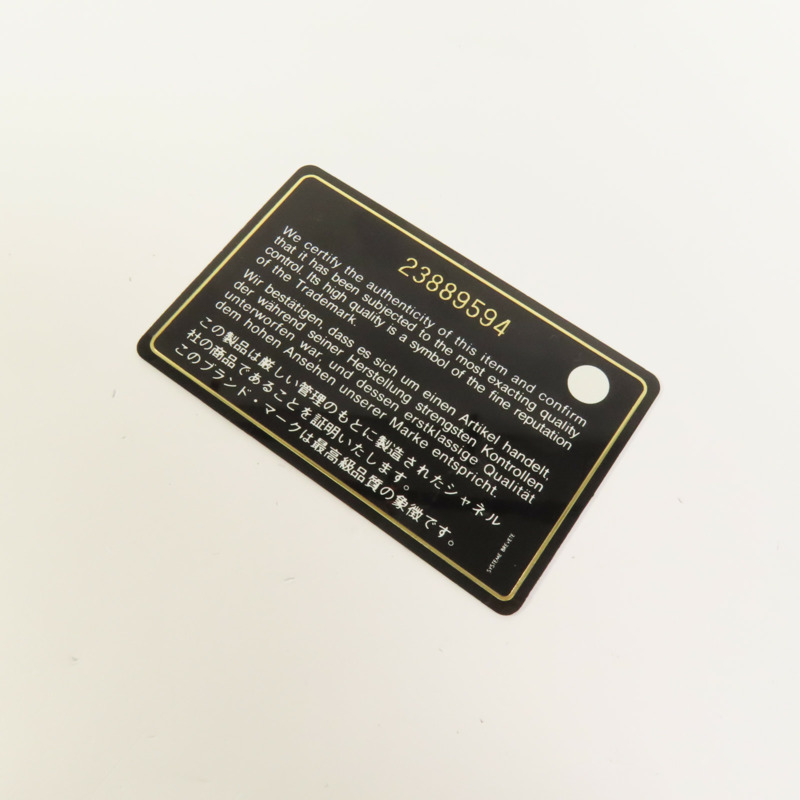 23889594
We certify the authenticity of this item and confirm
that it has been subjected to the most exacting quality
control. Its high quality is a symbol of the fine reputation
of the Trademark.
Wir bestätigen, dass es sich um einen Artikel handelt,
der während seiner Herstellung strengsten Kontrollen
unterworfen war, und dessen erstklassige Qualität
dem hohen Ansehen unserer Marke entspricht.
この製品は厳しい管理のもとに製造されたシャネル
社の商品であることを証明いたします。
このブランド・マークは最高級品質の象徴です。
SYSTEME BREVETE